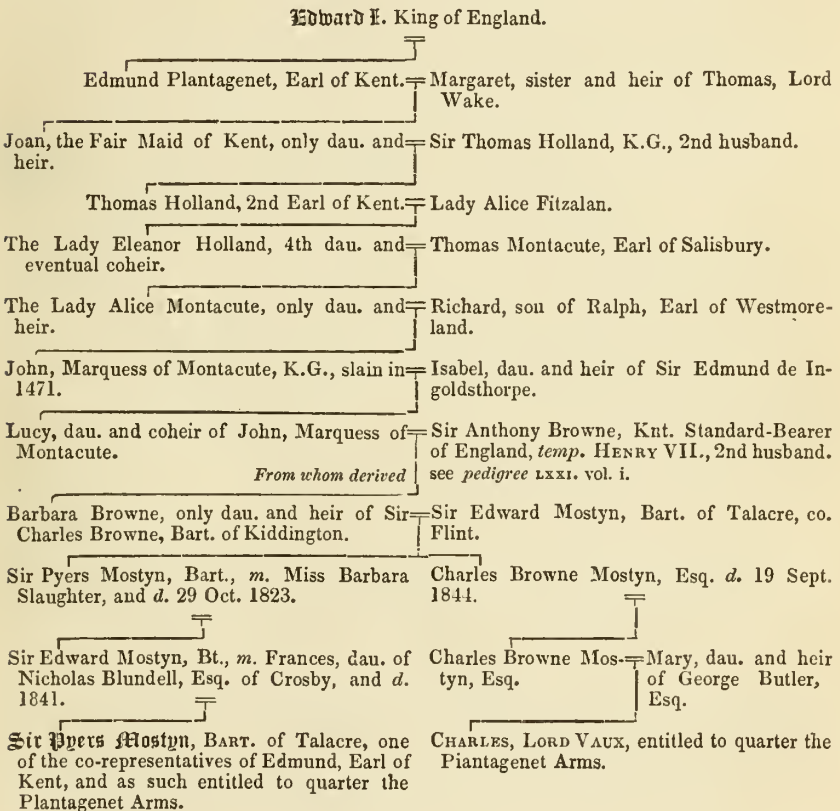 Edward I. King of England.
Edmund Plantagenet, Earl of Kent.
Margaret, sister and heir of Thomas, Lord
Wake.
Joan, the Fair Maid of Kent, only dau. and
heir.
Sir Thomas Holland, K.G., 2nd husband.
Thomas Holland, 2nd Earl of Kent.
Lady Alice Fitzalan.
The Lady Eleanor Holland, 4th dau. and
eventual coheir.
Thomas Montacute, Earl of Salisbury.
The Lady Alice Montacute, only dau. and
heir.
Richard, son of Ralph, Earl of Westmore-
land.
John, Marquess of Montacute, K.G., slain in
1471.
Isabel, dau. and heir of Sir Edmund de In-
goldsthorpe.
Lucy, dau. and coheir of John, Marquess of
Montacute.
Sir Anthony Browne, Knt. Standard-Bearer
of England, temp. HENRY VII., 2nd husband.
From whom derived
see pedigree LXXI. vol. i.
Barbara Browne, only dau. and heir of Sir
Charles Browne, Bart. of Kiddington.
Sir Edward Mostyn, Bart. of Talacre, co.
Flint.
Sir Pyers Mostyn, Bart., m. Miss Barbara
Slaughter, and d. 29 Oct. 1823.
Charles Browne Mostyn, Esq. d. 19 Sept.
1844.
Sir Edward Mostyn, Bt., m. Frances, dau. of
Nicholas Blundell, Esq. of Crosby, and d.
1841.
Charles Browne Mos-
tyn, Esq.
Mary, dau. and heir
of George Butler,
Esq.
Sir Pyers Mostyn, BART. of Talacre, one
of the co-representatives of Edmund, Earl of
Kent, and as such entitled to quarter the
Plantagenet Arms.
CHARLES, LORD VAUX, entitled to quarter the
Piantagenet Arms.